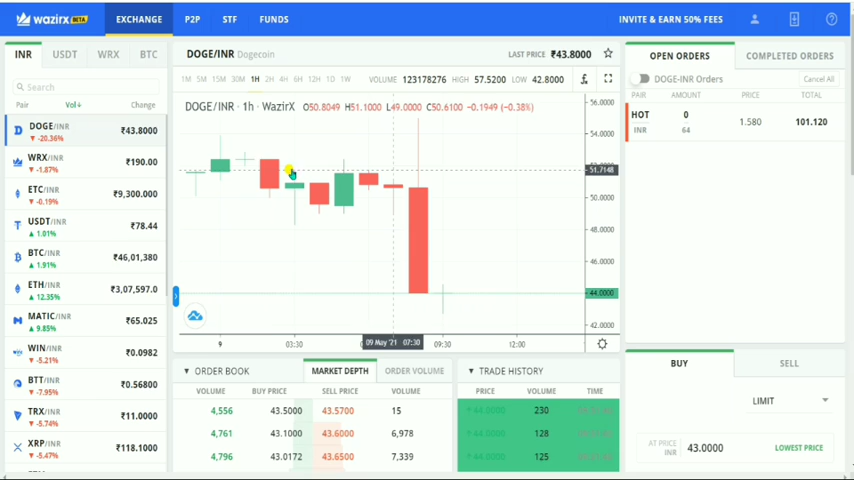 wazirx BETA EXCHANGE P2P STF FUNDS INVITE & EARN 50% FEES
INR USDT WRX BTC
Search
Pair Vol Change
DOGE/INR ₹43.8000
▼ -20.36%
WRX/INR ₹190.00
▼ -1.87%
ETC/INR ₹9,300.000
▼ -0.19%
USDT/INR ₹78.44
▲ 1.01%
BTC/INR ₹46,01,380
▲ 1.91%
ETH/INR ₹3,07,597.0
▲ 12.35%
MATIC/INR ₹65.025
▲ 9.85%
WIN/INR ₹0.0982
▼ -5.21%
BTT/INR ₹0.56800
▼ -7.95%
TRX/INR ₹11.0000
▼ -5.74%
XRP/INR ₹118.1000
▼ -5.47%
DOGE/INR Dogecoin LAST PRICE ₹43.8000
1M 5M 15M 30M 1H 2H 4H 6H 12H 1D 1W VOLUME 123178276 HIGH 57.5200 LOW 42.8000
DOGE/INR · 1h · WazirX O50.8049 H51.1000 L49.0000 C50.6100 -0.1949 (-0.38%)
56.0000
54.0000
51.7148
50.0000
48.0000
46.0000
44.0000
42.0000
9 03:30 09 May '21 07:30 09:30 12:00
▼ ORDER BOOK MARKET DEPTH ORDER VOLUME
VOLUME BUY PRICE SELL PRICE VOLUME
4,556 43.5000 43.5700 15
4,761 43.1000 43.6000 6,978
4,796 43.0172 43.6500 7,339
▼ TRADE HISTORY
PRICE VOLUME TIME
44.0000 230
44.0000 128
44.0000 125
OPEN ORDERS COMPLETED ORDERS
DOGE-INR Orders Cancel All
PAIR AMOUNT PRICE TOTAL
HOT 0 1.580 101.120
INR 64
BUY SELL
LIMIT
AT PRICE 43.0000 LOWEST PRICE
INR